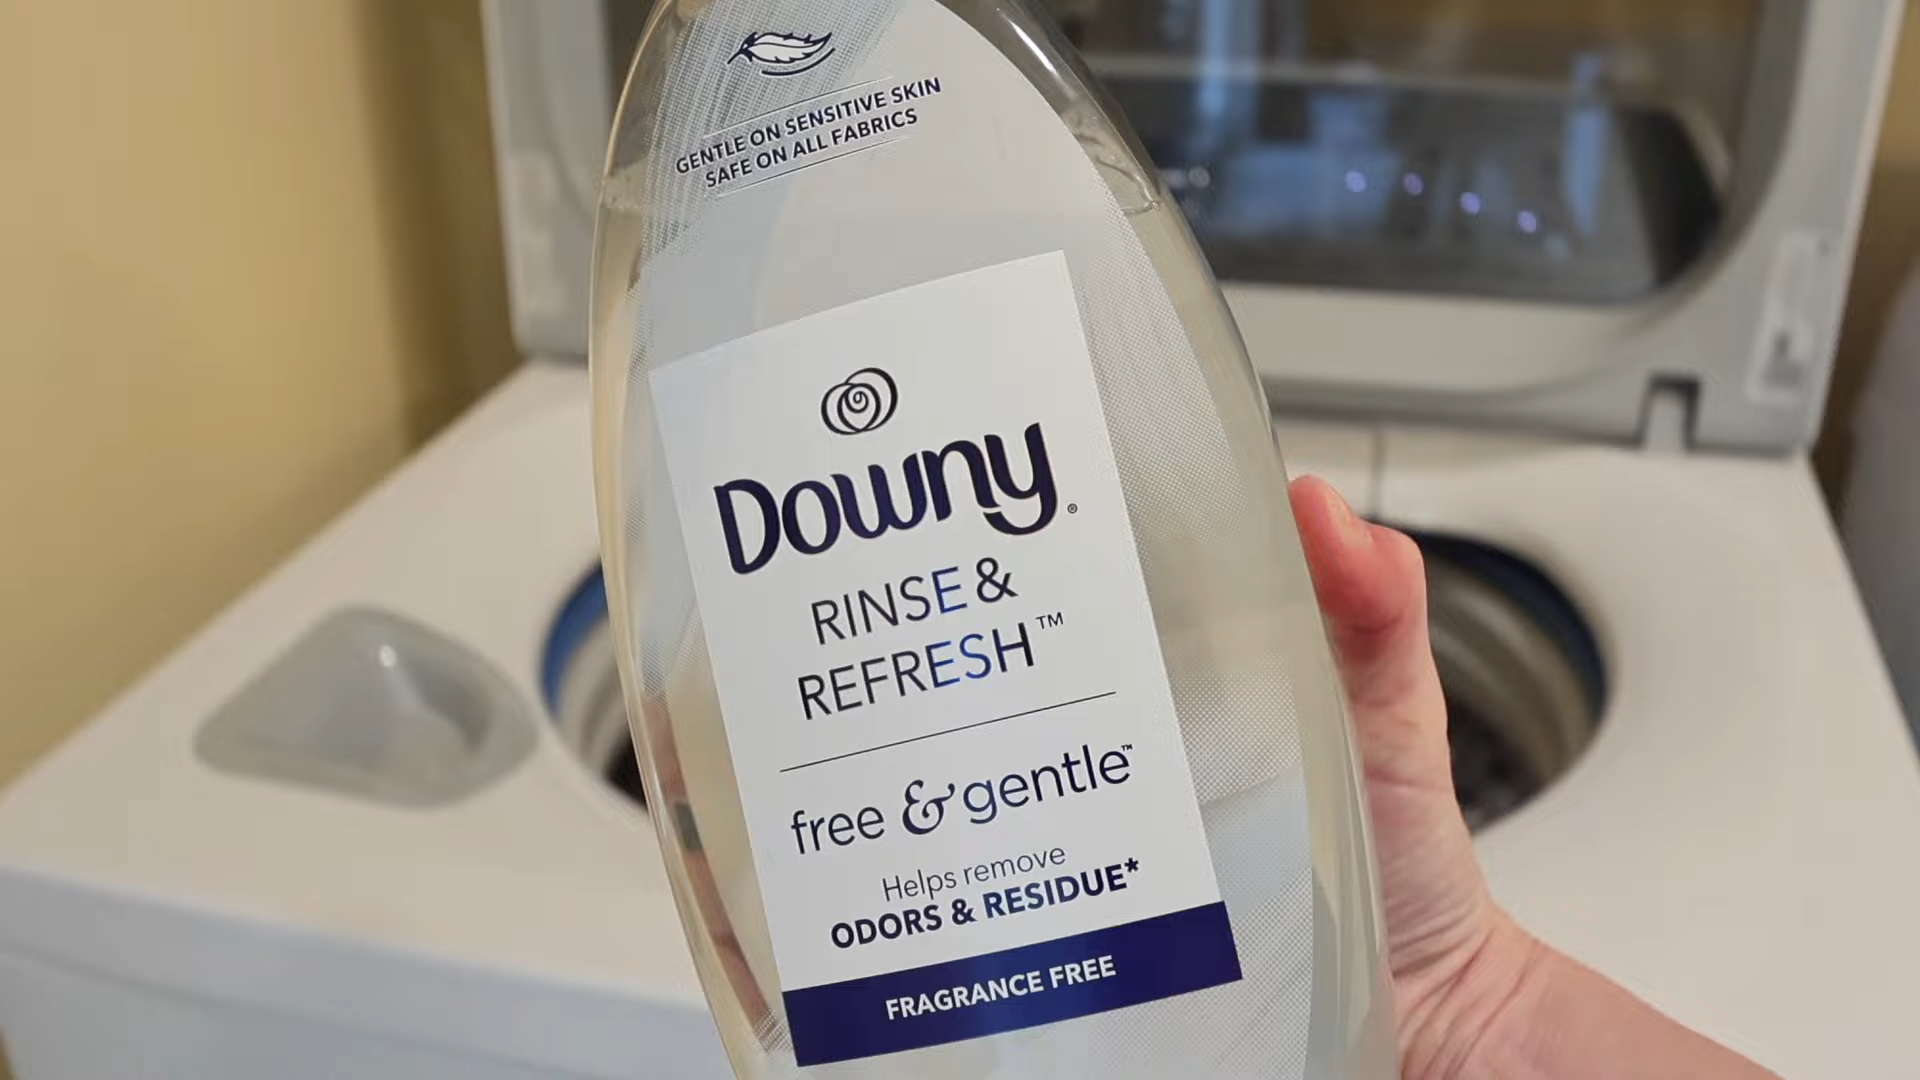 GENTLE ON SENSITIVE SKIN
SAFE ON ALL FABRICS
Downy®
RINSE &
REFRESH™
free & gentle™
Helps remove
ODORS & RESIDUE*
FRAGRANCE FREE